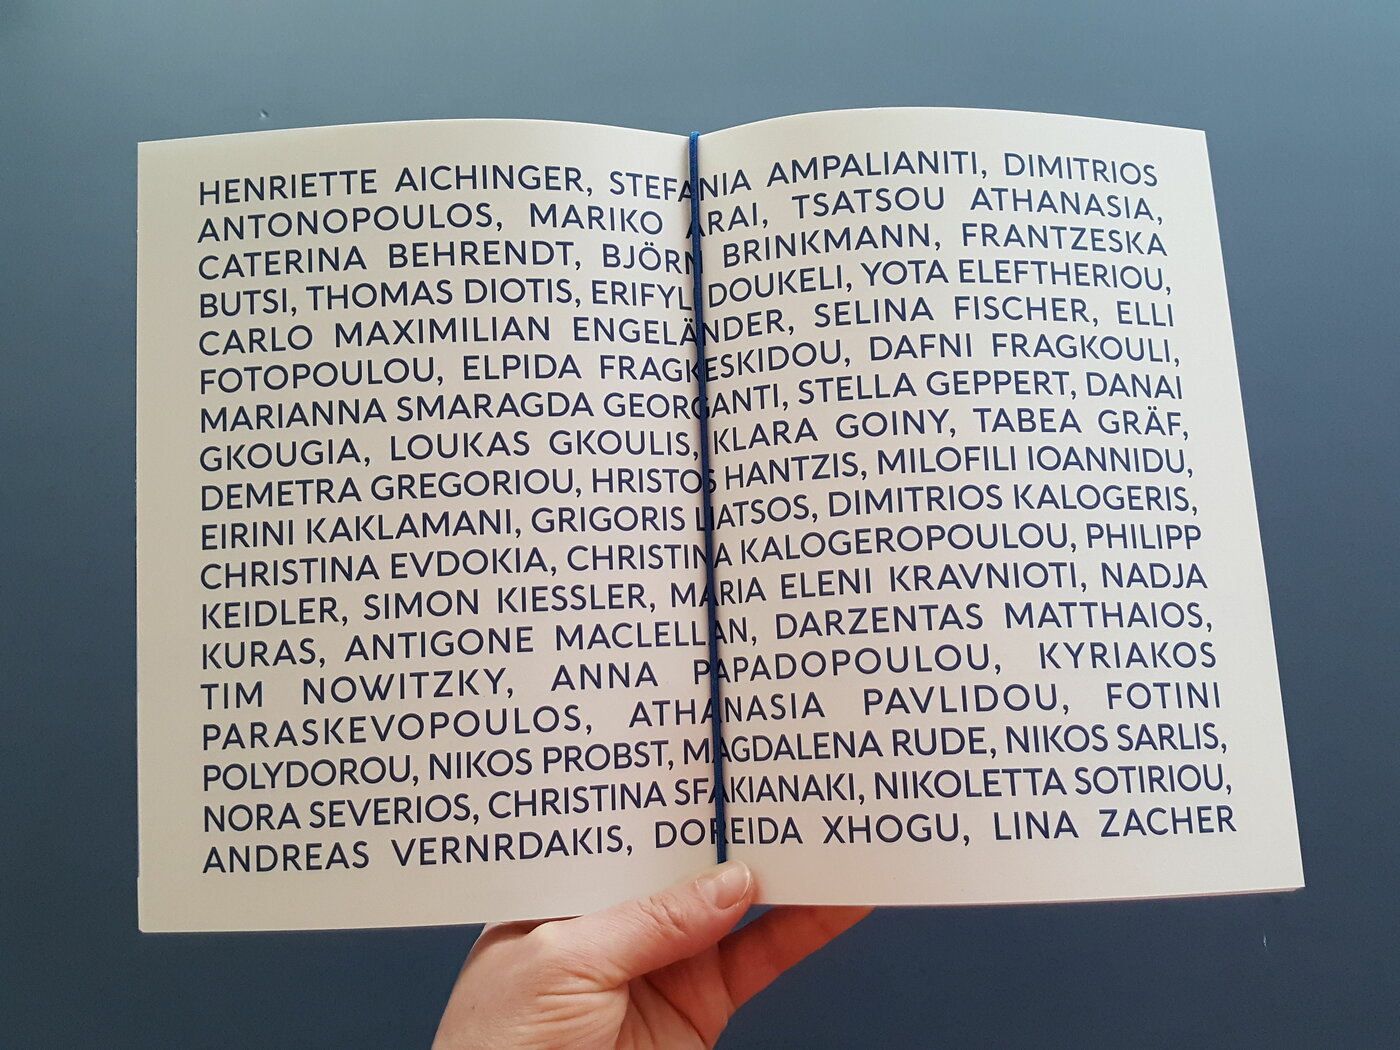 HENRIETTE AICHINGER, STEFANIA AMPALIANITI, DIMITRIOS
ANTONOPOULOS, MARIKO ARAI, TSATSOU ATHANASIA,
CATERINA BEHRENDT, BJÖRN BRINKMANN, FRANTZESKA
BUTSI, THOMAS DIOTIS, ERIFYLI DOUKELI, YOTA ELEFTHERIOU,
CARLO MAXIMILIAN ENGELÄNDER, SELINA FISCHER, ELLI
FOTOPOULOU, ELPIDA FRAGKESKIDOU, DAFNI FRAGKOULI,
MARIANNA SMARAGDA GEORGANTI, STELLA GEPPERT, DANAI
GKOUGIA, LOUKAS GKOULIS, KLARA GOINY, TABEA GRÄF,
DEMETRA GREGORIOU, HRISTOS HANTZIS, MILOFILI IOANNIDU,
EIRINI KAKLAMANI, GRIGORIS LIATSOS, DIMITRIOS KALOGERIS,
CHRISTINA EVDOKIA, CHRISTINA KALOGEROPOULOU, PHILIPP
KEIDLER, SIMON KIESSLER, MARIA ELENI KRAVNIOTI, NADJA
KURAS, ANTIGONE MACLELLAN, DARZENTAS MATTHAIOS,
TIM NOWITZKY, ANNA PAPADOPOULOU, KYRIAKOS
PARASKEVOPOULOS, ATHANASIA PAVLIDOU, FOTINI
POLYDOROU, NIKOS PROBST, MAGDALENA RUDE, NIKOS SARLIS,
NORA SEVERIOS, CHRISTINA SFAKIANAKI, NIKOLETTA SOTIRIOU,
ANDREAS VERNRDAKIS, XHOGU, LINA ZACHER